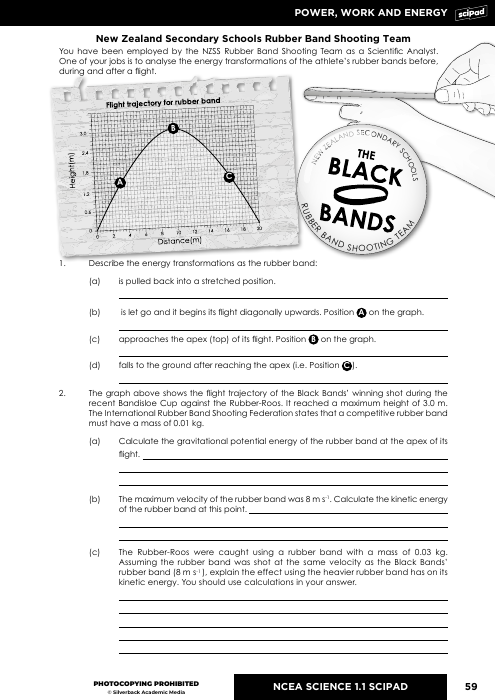 POWER, WORK AND ENERGY
scipad
New Zealand Secondary Schools Rubber Band Shooting Team
You have been employed by the NZSS Rubber Band Shooting Team as a Scientific Analyst.
One of your jobs is to analyse the energy transformations of the athlete's rubber bands before,
during and after a flight.
Flight trajectory for rubber band
Height(m)
3.0
2.4
1.8
1.2
0.6
0
A
B
C
0 2 4 6 8 10 12 14 16 18 20
Distance(m)
NEW ZEALAND SECONDARY SCHOOLS
THE
BLACK
BANDS
RUBBER BAND SHOOTING TEAM
1. Describe the energy transformations as the rubber band:
(a) is pulled back into a stretched position.
(b) is let go and it begins its flight diagonally upwards. Position A on the graph.
(c) approaches the apex (top) of its flight. Position B on the graph.
(d) falls to the ground after reaching the apex (i.e. Position C).
2. The graph above shows the flight trajectory of the Black Bands' winning shot during the
recent Bandisloe Cup against the Rubber-Roos. It reached a maximum height of 3.0 m.
The International Rubber Band Shooting Federation states that a competitive rubber band
must have a mass of 0.01 kg.
(a) Calculate the gravitational potential energy of the rubber band at the apex of its
flight.
(b) The maximum velocity of the rubber band was 8 m s⁻¹. Calculate the kinetic energy
of the rubber band at this point.
(c) The Rubber-Roos were caught using a rubber band with a mass of 0.03 kg.
Assuming the rubber band was shot at the same velocity as the Black Bands'
rubber band (8 m s⁻¹), explain the effect using the heavier rubber band has on its
kinetic energy. You should use calculations in your answer.
PHOTOCOPYING PROHIBITED
© Silverback Academic Media
NCEA SCIENCE 1.1 SCIPAD
59